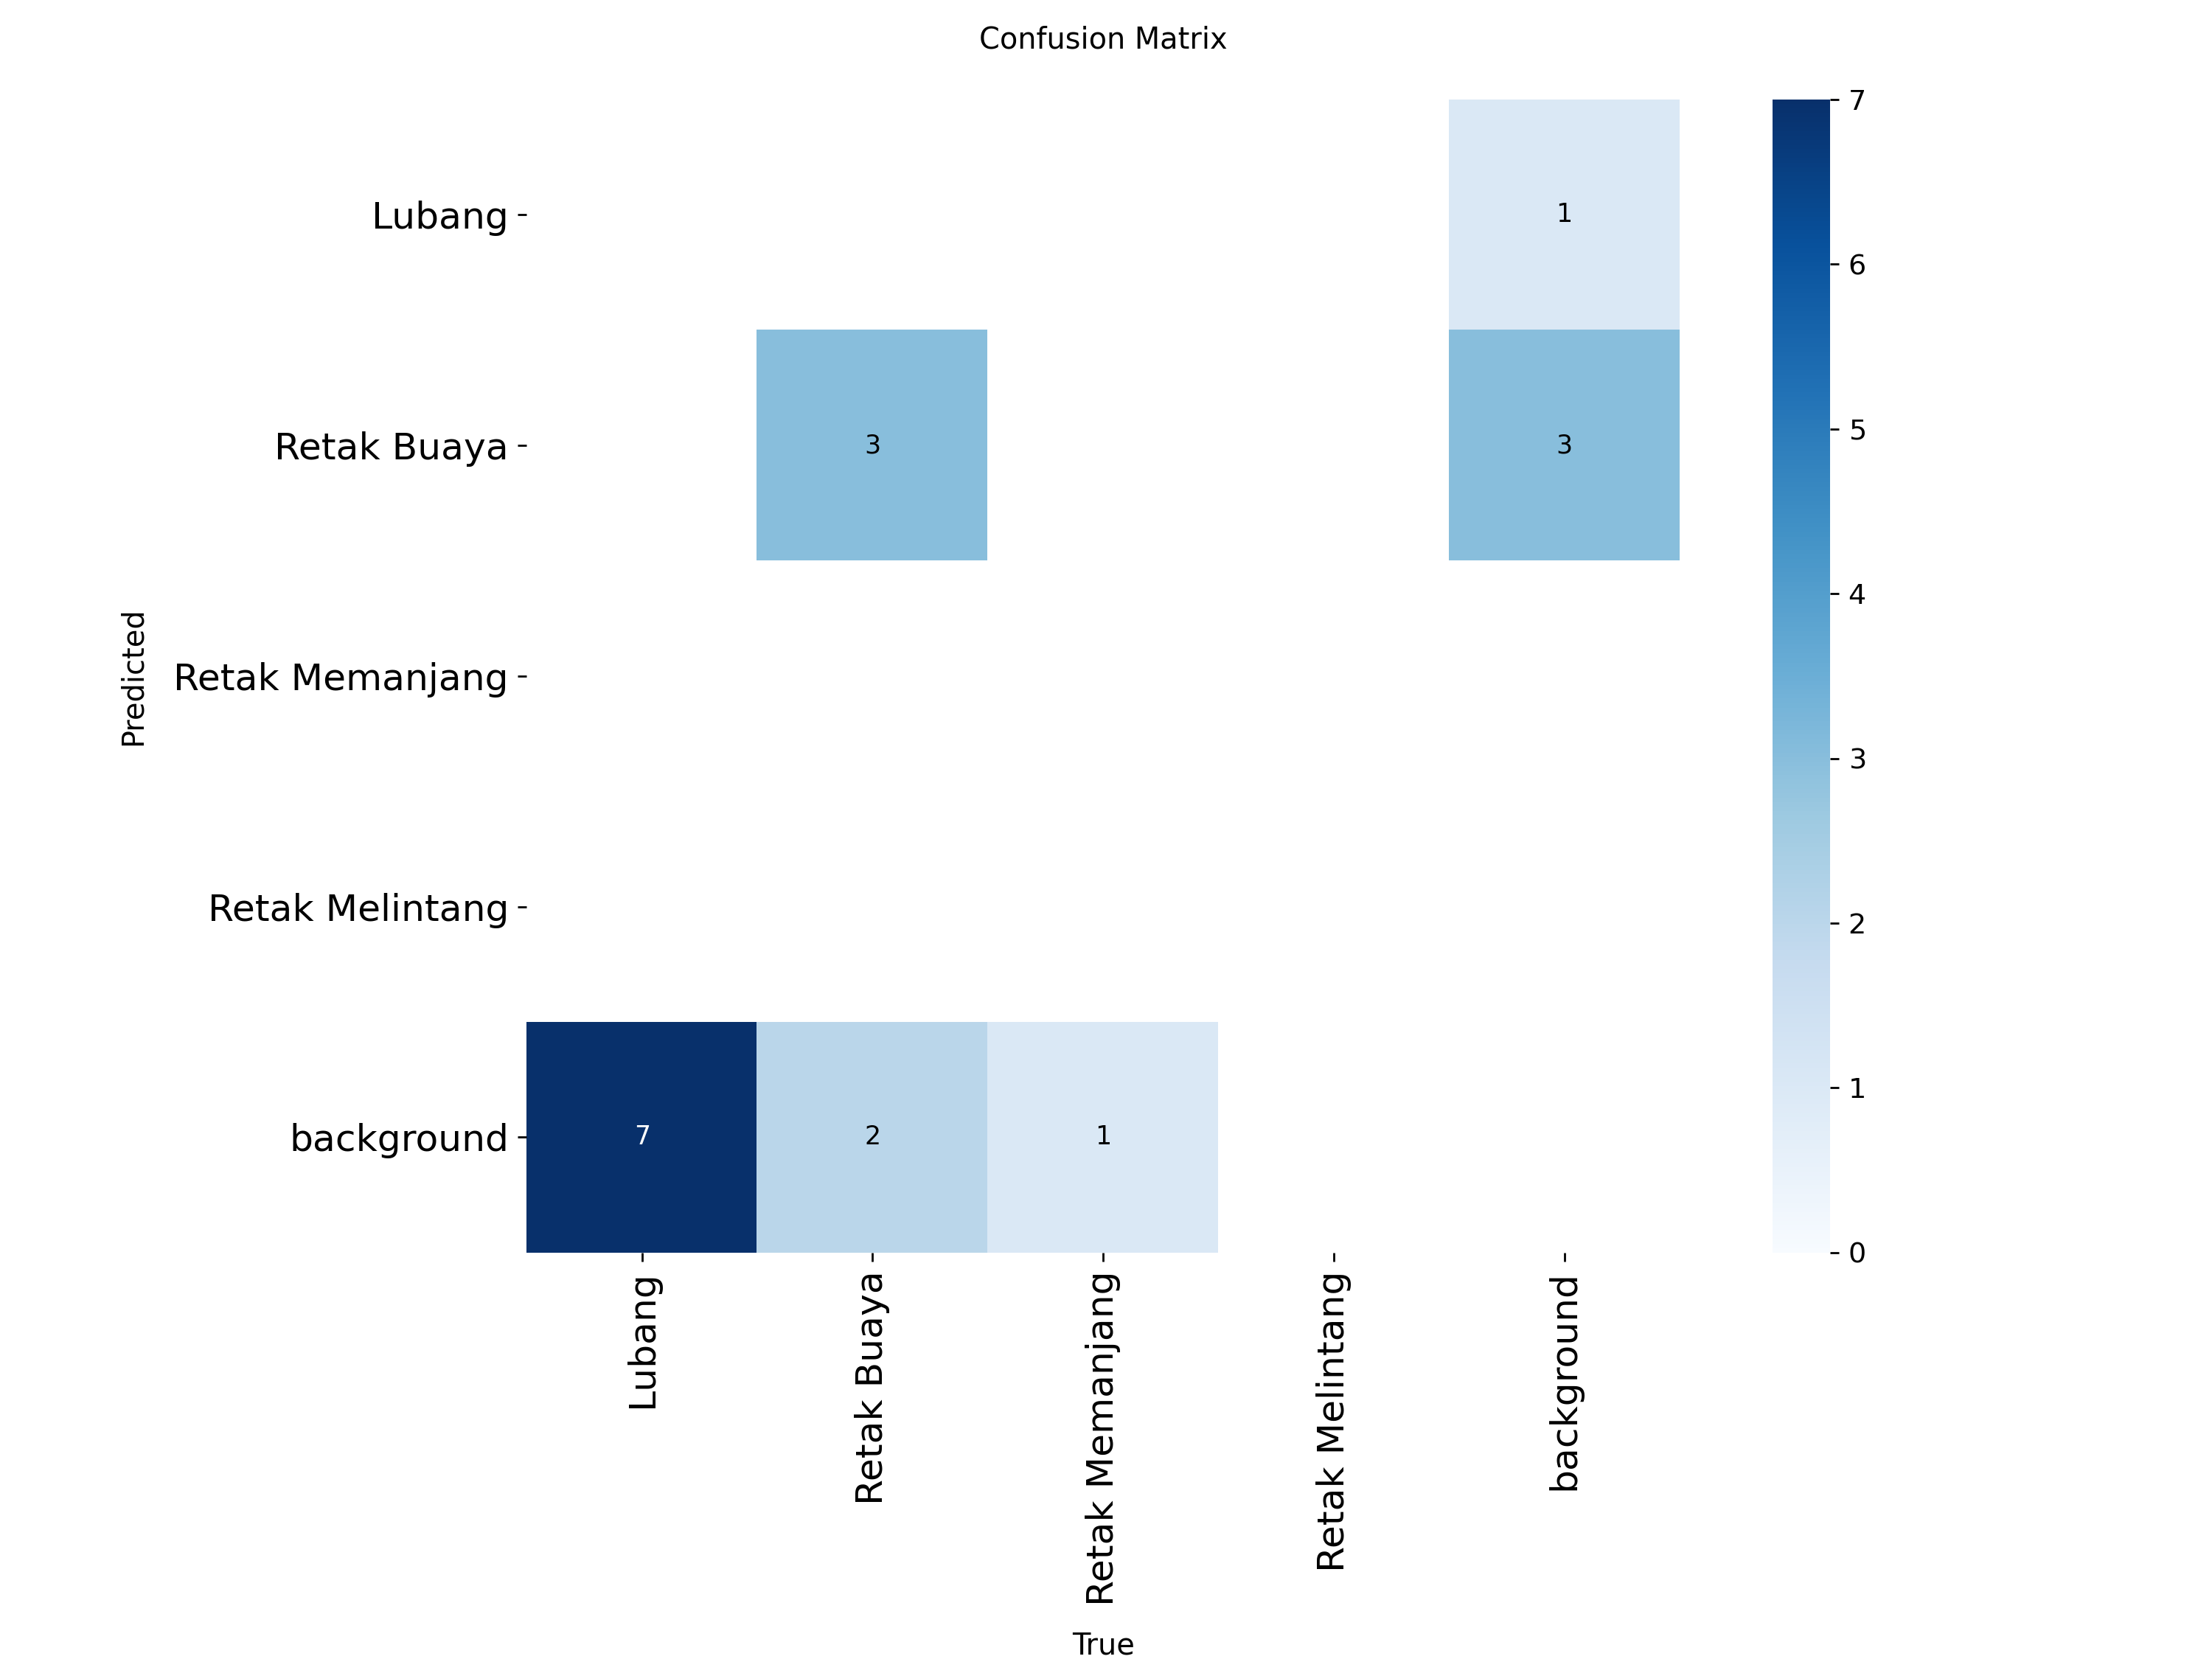 Confusion Matrix
Lubang
Retak Buaya
Retak Memanjang
Retak Melintang
background
Predicted
1
3
3
7
2
1
7
6
5
4
3
2
1
0
Lubang
Retak Buaya
Retak Memanjang
Retak Melintang
background
True